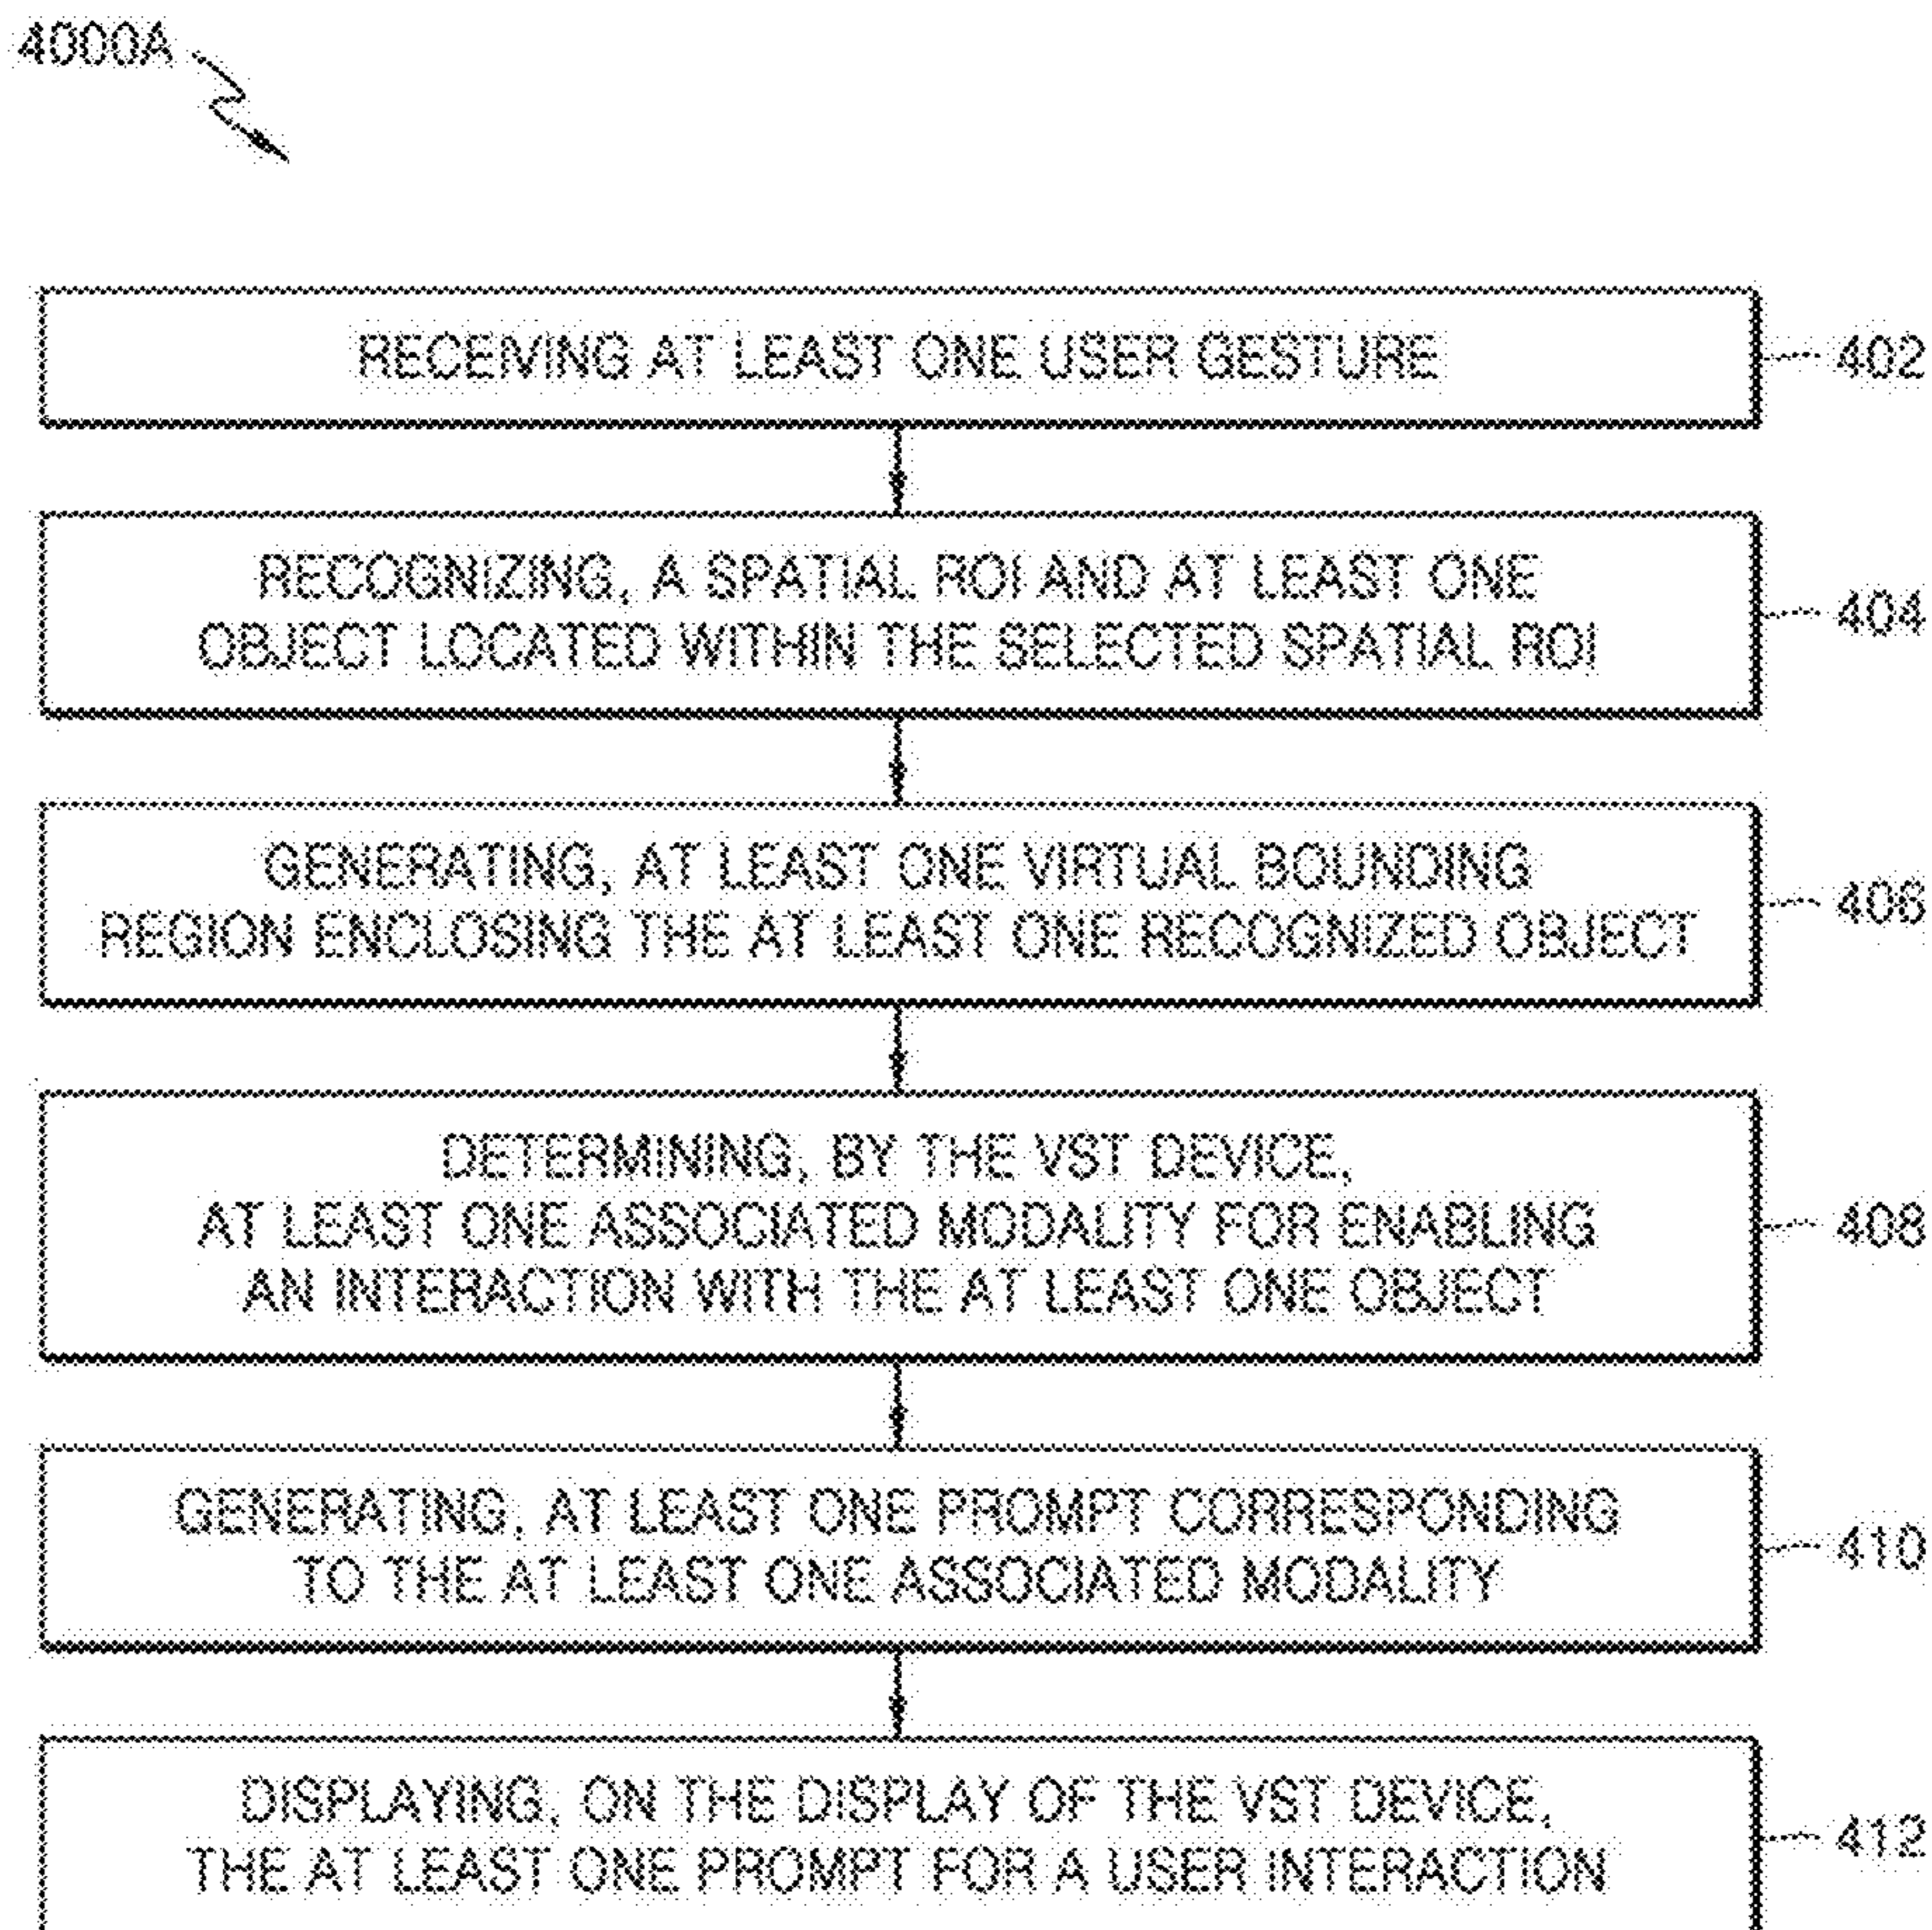 4000A
RECEIVING AT LEAST ONE USER GESTURE
402
RECOGNIZING, A SPATIAL ROI AND AT LEAST ONE
OBJECT LOCATED WITHIN THE SELECTED SPATIAL ROI
404
GENERATING, AT LEAST ONE VIRTUAL BOUNDING
REGION ENCLOSING THE AT LEAST ONE RECOGNIZED OBJECT
406
DETERMINING, BY THE VST DEVICE,
AT LEAST ONE ASSOCIATED MODALITY FOR ENABLING
AN INTERACTION WITH THE AT LEAST ONE OBJECT
408
GENERATING, AT LEAST ONE PROMPT CORRESPONDING
TO THE AT LEAST ONE ASSOCIATED MODALITY
410
DISPLAYING, ON THE DISPLAY OF THE VST DEVICE,
THE AT LEAST ONE PROMPT FOR A USER INTERACTION
412